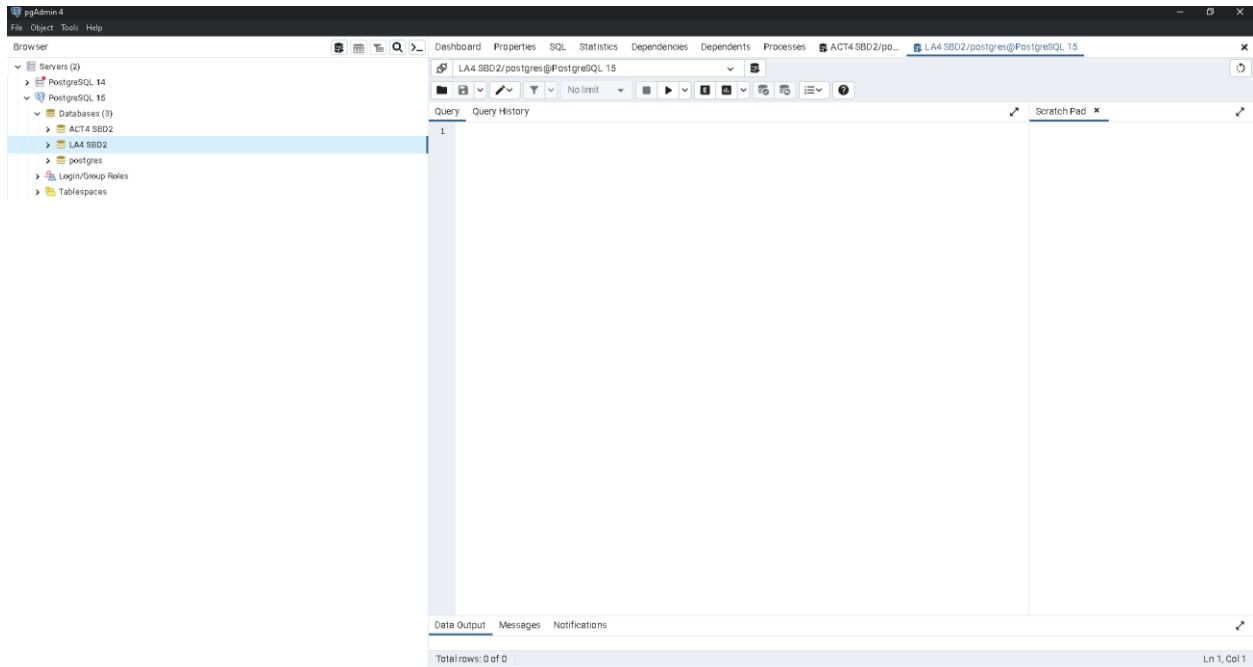 pgAdmin 4
File Object Tools Help
Browser
Dashboard Properties SQL Statistics Dependencies Dependents Processes ACT4 SBD2/po... LA4 SBD2/postgres@PostgreSQL 15
Servers (2)
PostgreSQL 14
PostgreSQL 15
Databases (3)
ACT4 SBD2
LA4 SBD2
postgres
Login/Group Roles
Tablespaces
LA4 SBD2/postgres@PostgreSQL 15
No limit
E
Query Query History
Scratch Pad
1
Data Output Messages Notifications
Total rows: 0 of 0
Ln 1, Col 1